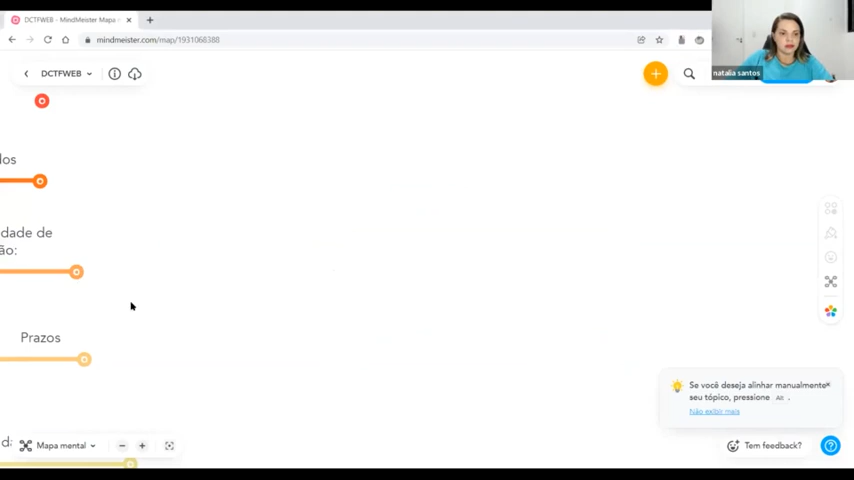 DCTFWEB - MindMeister Mapa
mindmeister.com/map/1931068388
natalia santos
DCTFWEB
dos
dade de
ão:
Prazos
Se você deseja alinhar manualmente
seu tópico, pressione Alt .
Não exibir mais
Mapa mental
Tem feedback?